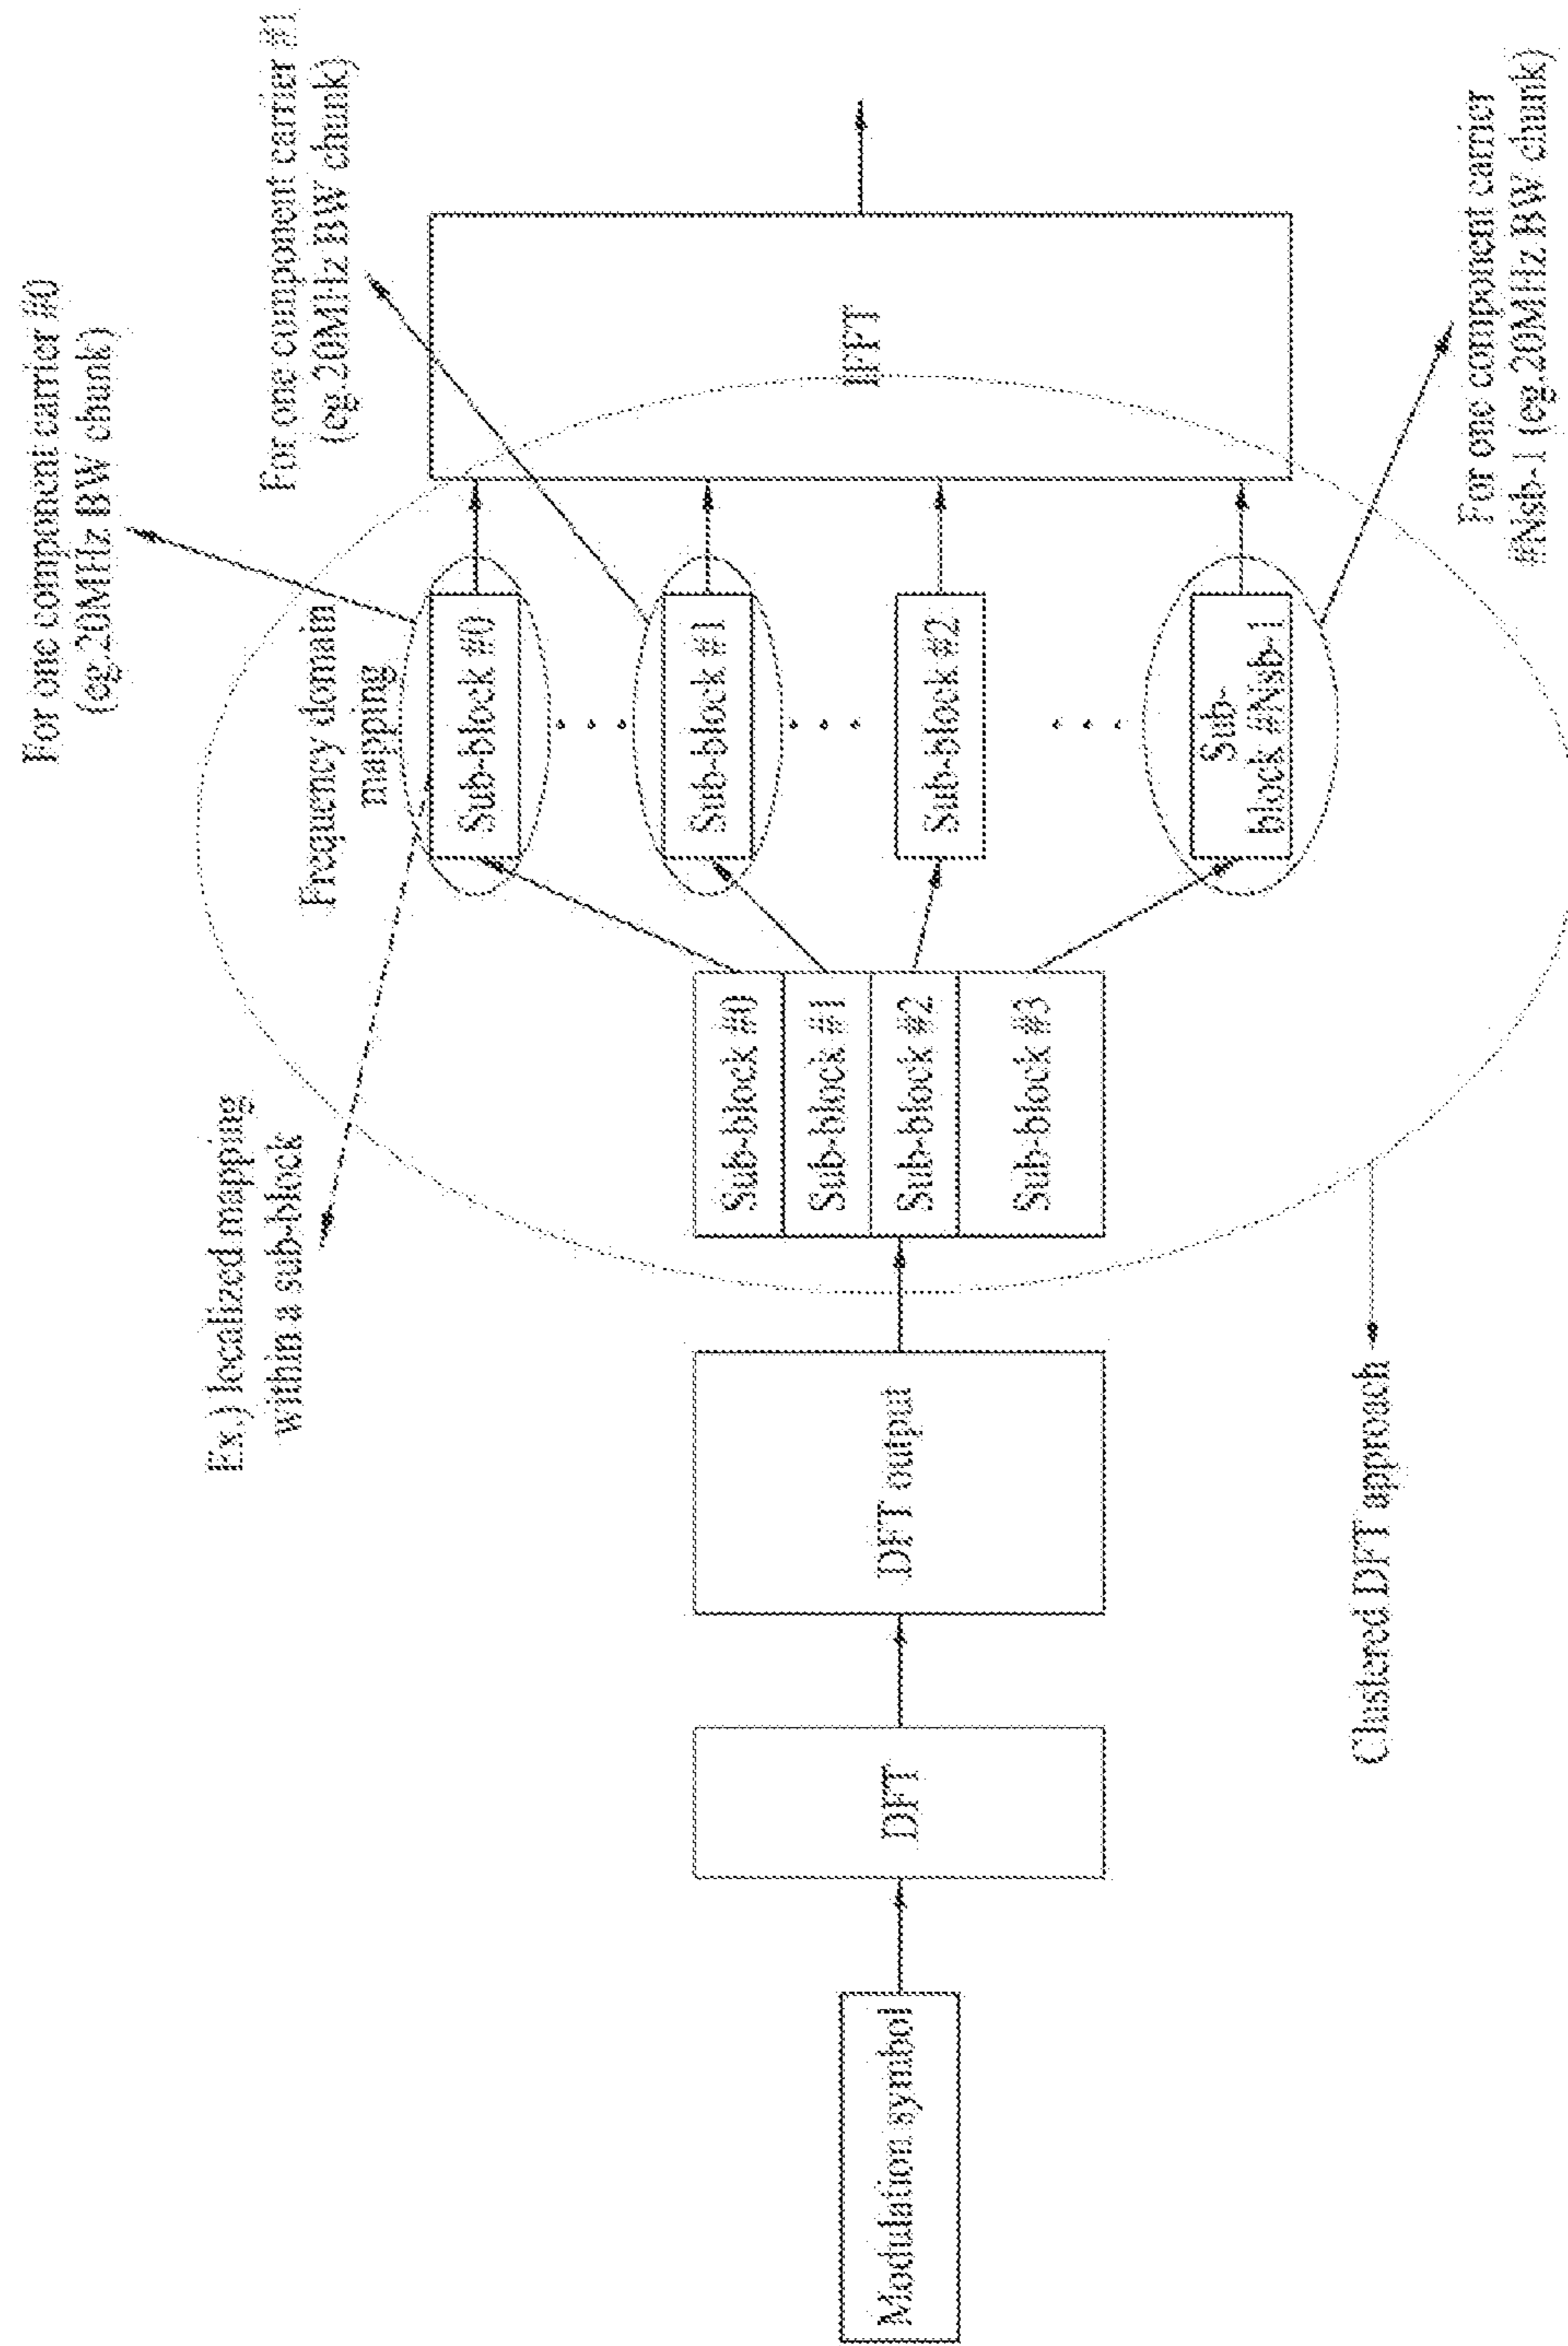 For one component carrier #0
(eg.20MHz BW chunk)
For one component carrier #1
(eg.20MHz BW chunk)
Ex.) localized mapping
within a sub-block
Frequency domain
mapping
Modulation symbol
DFT
DFT output
Sub-block #0
Sub-block #1
Sub-block #2
Sub-block #3
Sub-block #0
Sub-block #1
Sub-block #2
Sub-
block #Nsb-1
IFFT
Clustered DFT approach
For one component carrier
#Nsb-1 (eg.20MHz BW chunk)